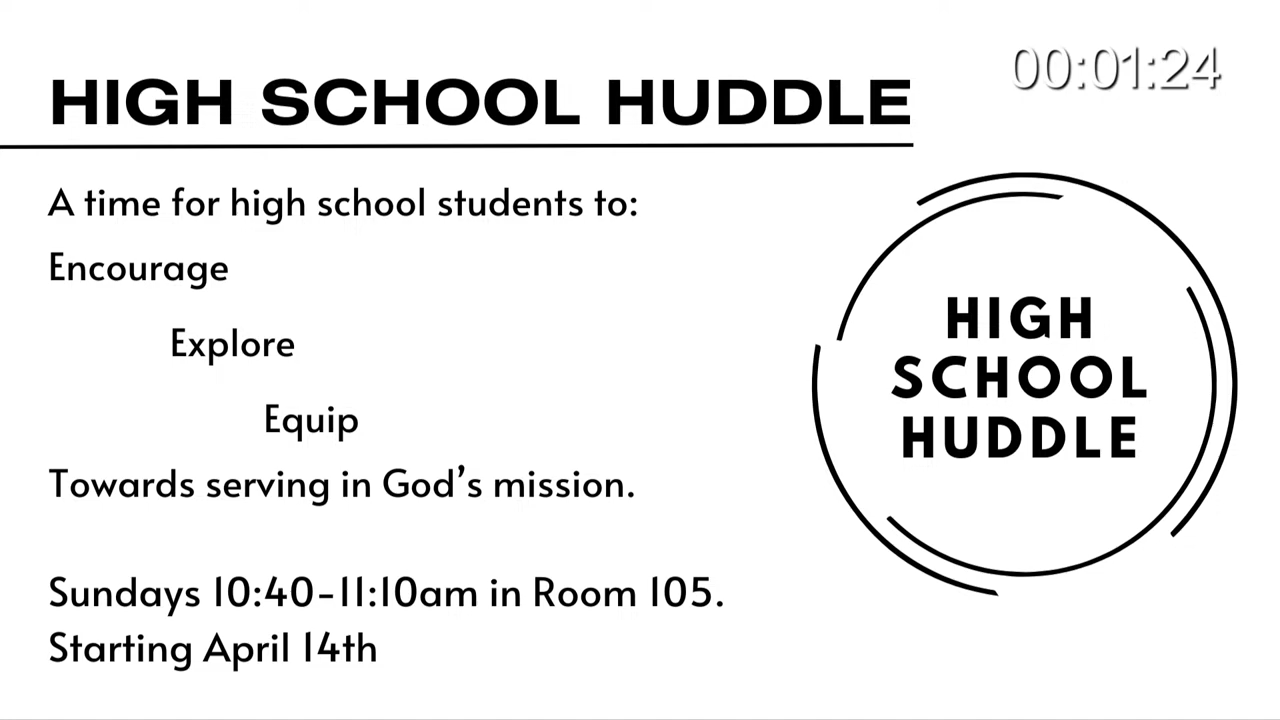 HIGH SCHOOL HUDDLE
00:01:24
A time for high school students to:
Encourage
Explore
Equip
Towards serving in God’s mission.
Sundays 10:40-11:10am in Room 105.
Starting April 14th
HIGH
SCHOOL
HUDDLE